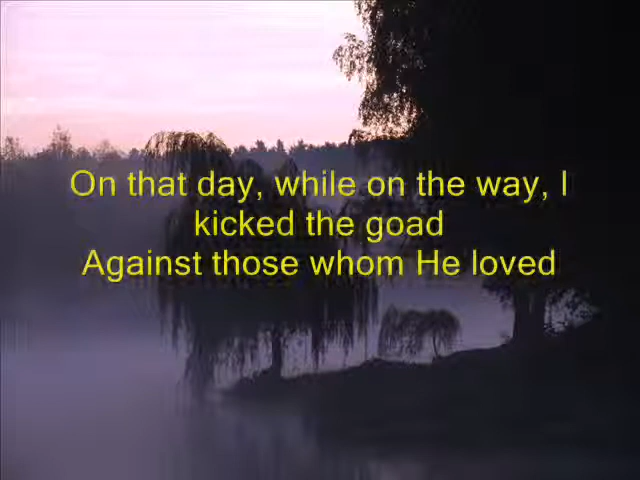 On that day, while on the way, I
kicked the goad
Against those whom He loved